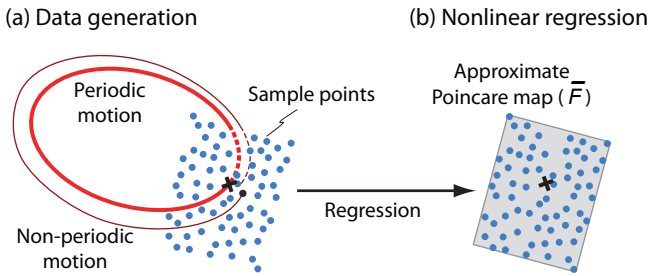 (a) Data generation
Periodic
motion
Sample points
Non-periodic
motion
Regression
(b) Nonlinear regression
Approximate
Poincare map ( F̅ )